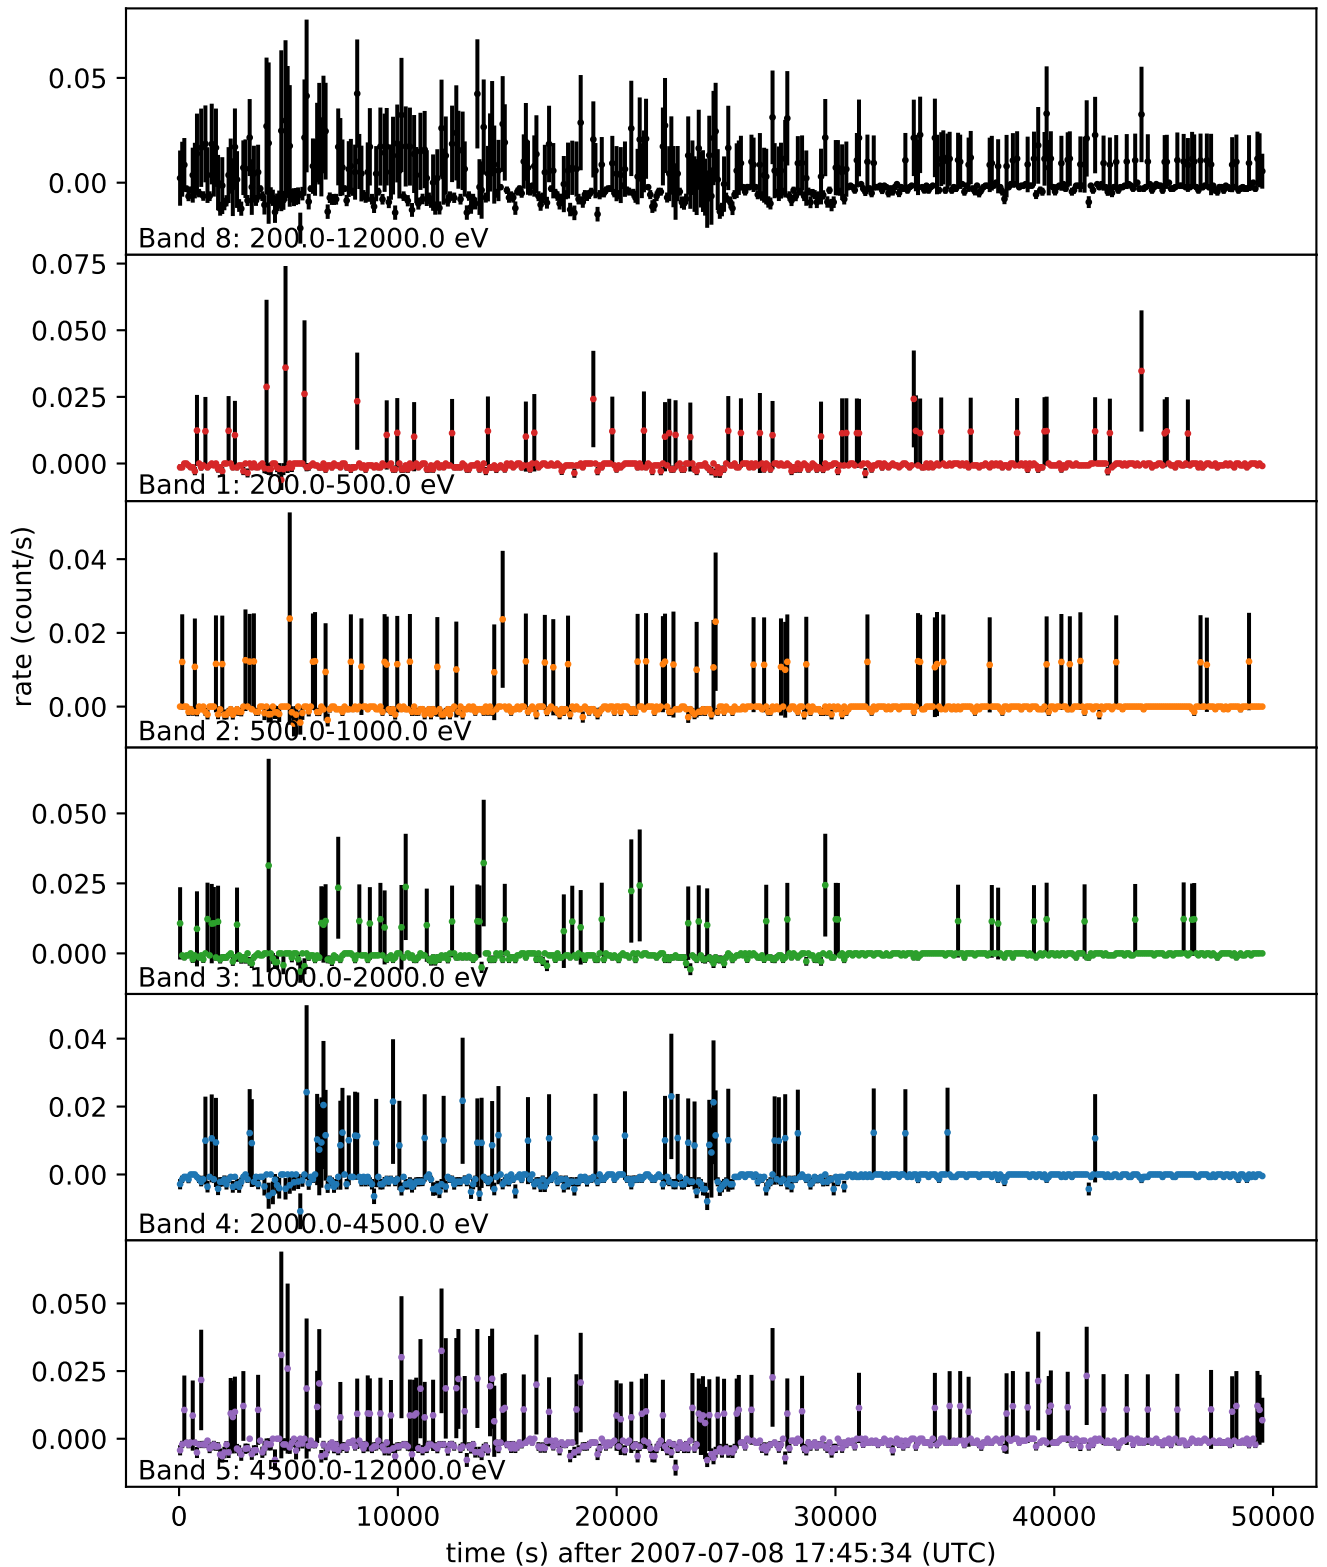 0.05
0.00
Band 8: 200.0-12000.0 eV
0.075
0.050
0.025
0.000
Band 1: 200.0-500.0 eV
rate (count/s)
0.04
0.02
0.00
Band 2: 500.0-1000.0 eV
0.050
0.025
0.000
Band 3: 1000.0-2000.0 eV
0.04
0.02
0.00
Band 4: 2000.0-4500.0 eV
0.050
0.025
0.000
Band 5: 4500.0-12000.0 eV
0 10000 20000 30000 40000 50000
time (s) after 2007-07-08 17:45:34 (UTC)